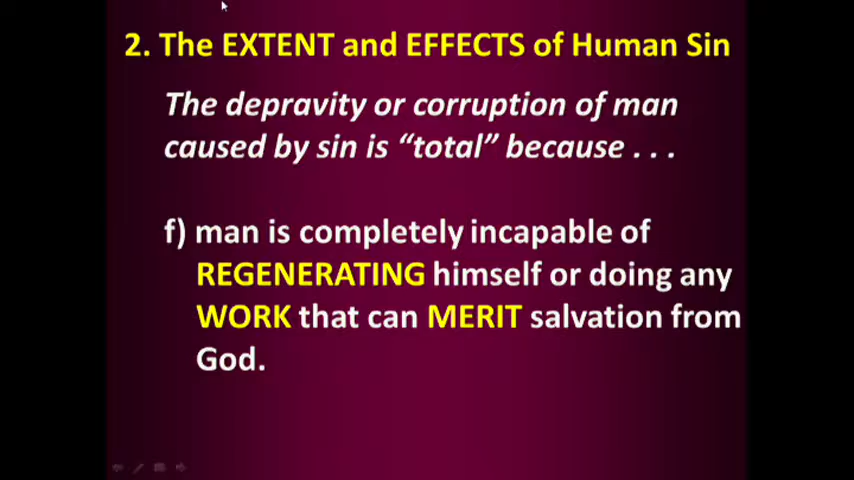 2. The EXTENT and EFFECTS of Human Sin
The depravity or corruption of man
caused by sin is “total” because . . .
f) man is completely incapable of
REGENERATING himself or doing any
WORK that can MERIT salvation from
God.